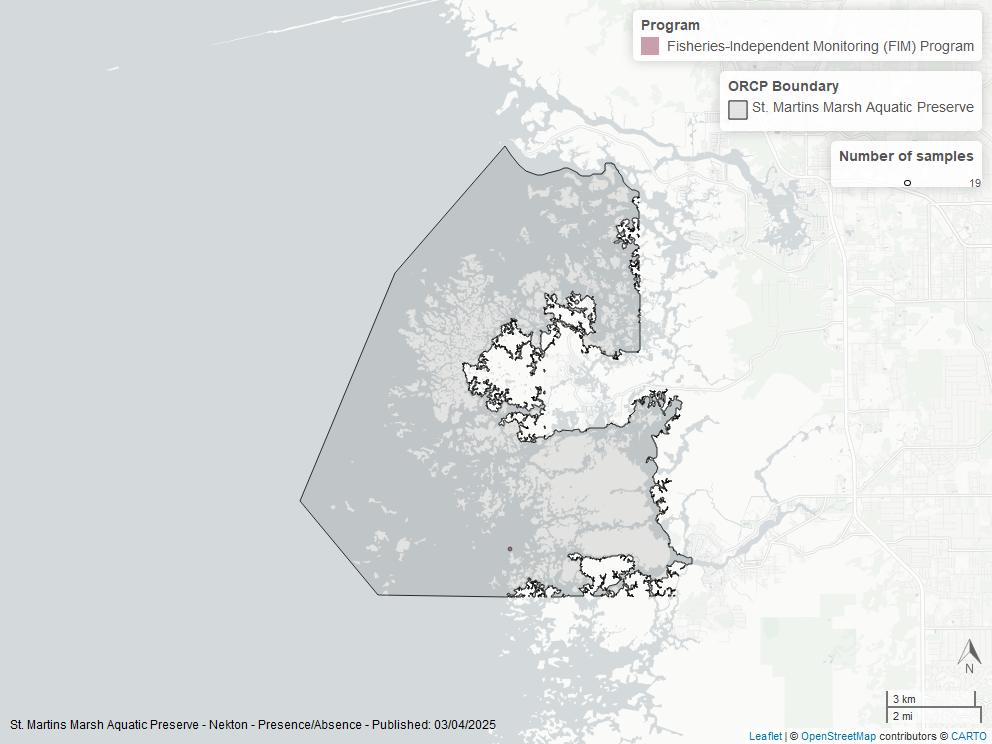 Program
Fisheries-Independent Monitoring (FIM) Program
ORCP Boundary
St. Martins Marsh Aquatic Preserve
Number of samples
19
N
3 km
2 mi
St. Martins Marsh Aquatic Preserve - Nekton - Presence/Absence - Published: 03/04/2025
Leaflet | © OpenStreetMap contributors © CARTO